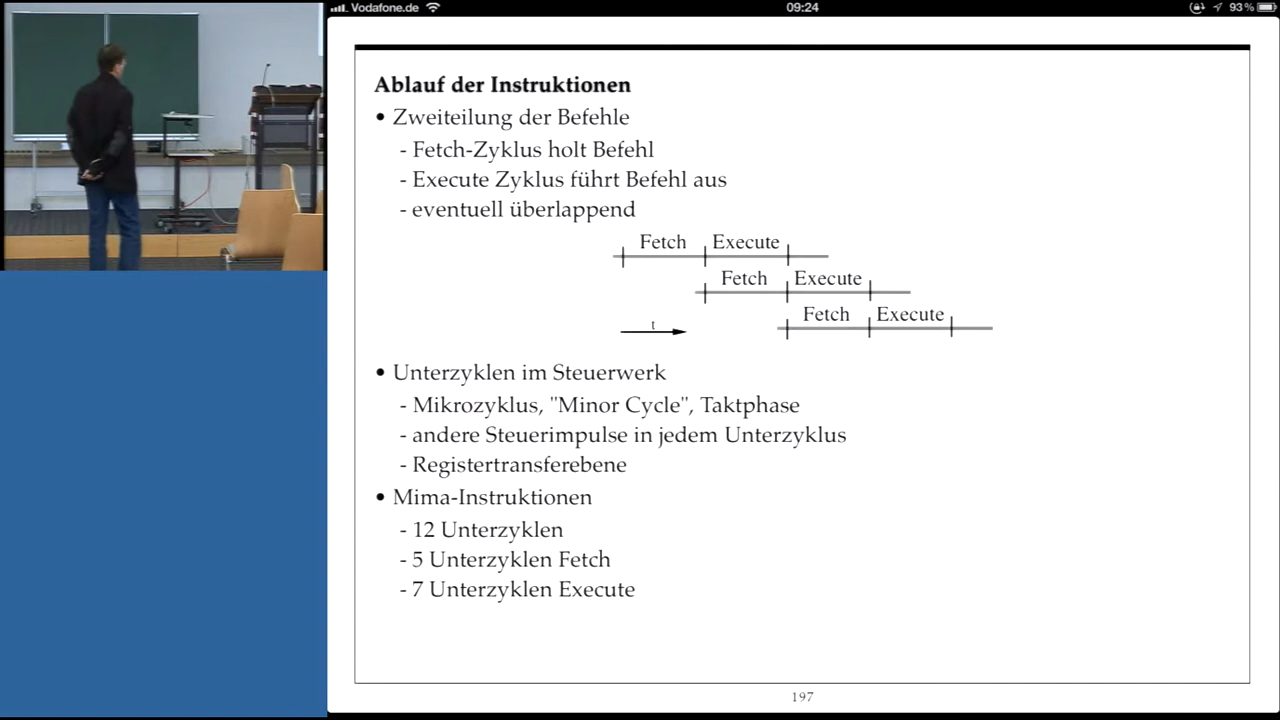 Vodafone.de
09:24
93%
Ablauf der Instruktionen
• Zweiteilung der Befehle
- Fetch-Zyklus holt Befehl
- Execute Zyklus führt Befehl aus
- eventuell überlappend
Fetch Execute
Fetch Execute
Fetch Execute
t
• Unterzyklen im Steuerwerk
- Mikrozyklus, "Minor Cycle", Taktphase
- andere Steuerimpulse in jedem Unterzyklus
- Registertransferebene
• Mima-Instruktionen
- 12 Unterzyklen
- 5 Unterzyklen Fetch
- 7 Unterzyklen Execute
197